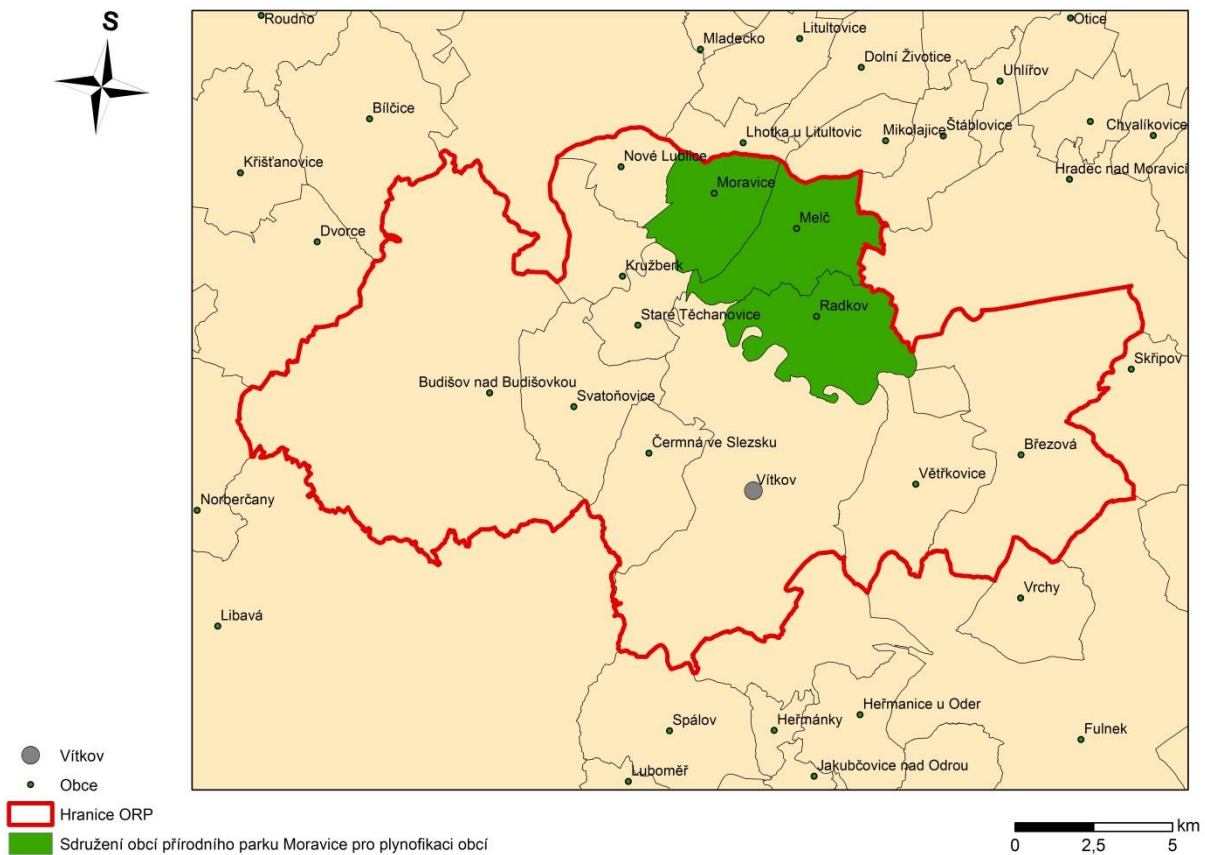 S
Roudno
Otice
Litultovice
Mladecko
Dolní Životice
Uhlířov
Bílčice
Lhotka u Litultovic
Mikolajice
Štáblovice
Chvalíkovice
Křišťanovice
Nové Lublice
Hradec nad Moravicí
Moravice
Dvorce
Melč
Kružberk
Staré Těchanovice
Radkov
Skřipov
Budišov nad Budišovkou
Svatoňovice
Čermná ve Slezsku
Březová
Vítkov
Větřkovice
Norberčany
Vrchy
Libavá
Spálov
Heřmánky
Heřmanice u Oder
Fulnek
Luboměř
Jakubčovice nad Odrou
Vítkov
Obce
Hranice ORP
Sdružení obcí přírodního parku Moravice pro plynofikaci obcí
km
0 2,5 5